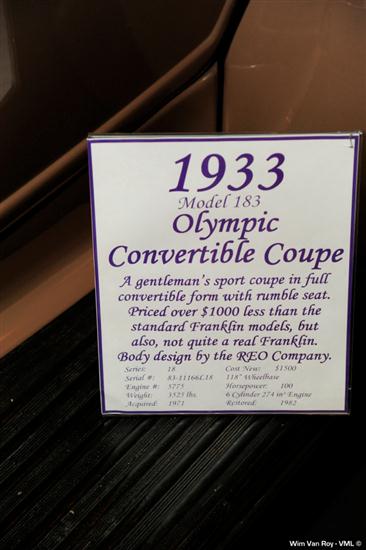 1933
Model 183
Olympic
Convertible Coupe
A gentleman's sport coupe in full
convertible form with rumble seat.
Priced over $1000 less than the
standard Franklin models, but
also, not quite a real Franklin.
Body design by the REO Company.
Series: 18 Cost New: $1500
Serial #: 83-11166L18 118" Wheelbase
Engine #: 5775 Horsepower: 100
Weight: 3525 lbs. 6 Cylinder 274 in³ Engine
Acquired: 1971 Restored: 1982
Wim Van Roy - VML ©